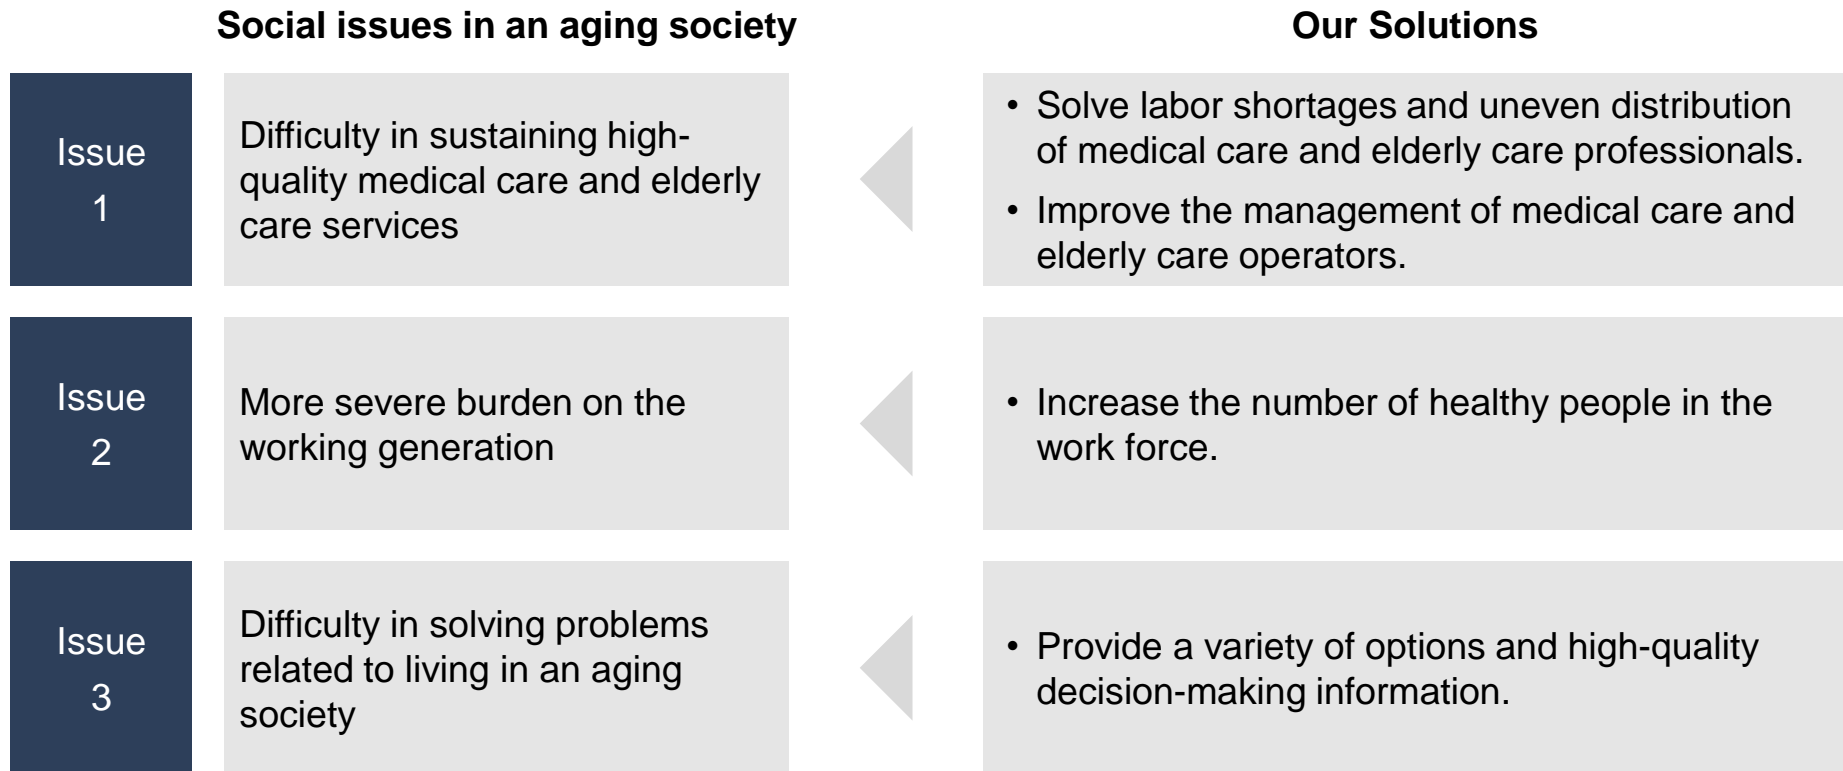 Social issues in an aging society
Our Solutions
Issue
1
Difficulty in sustaining high-
quality medical care and elderly
care services
• Solve labor shortages and uneven distribution
of medical care and elderly care professionals.
• Improve the management of medical care and
elderly care operators.
Issue
2
More severe burden on the
working generation
• Increase the number of healthy people in the
work force.
Issue
3
Difficulty in solving problems
related to living in an aging
society
• Provide a variety of options and high-quality
decision-making information.